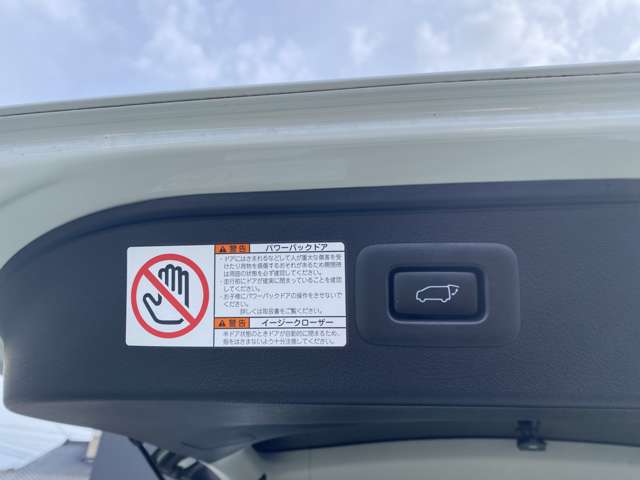 警告 パワーバックドア
・ドアにはさまれるなどして人が重大な傷害を受
けたり荷物を損傷するおそれがあるため開閉時
は周囲の状態を必ず確認してください。
・走行前にドアが確実に閉まっていることを確認
してください。
・お子様にパワーバックドアの操作をさせないで
ください。
詳しくは取扱書をご覧ください。
警告 イージークローザー
半ドア状態のときドアが自動的に閉まるため、
指をはさまないよう十分注意してください。